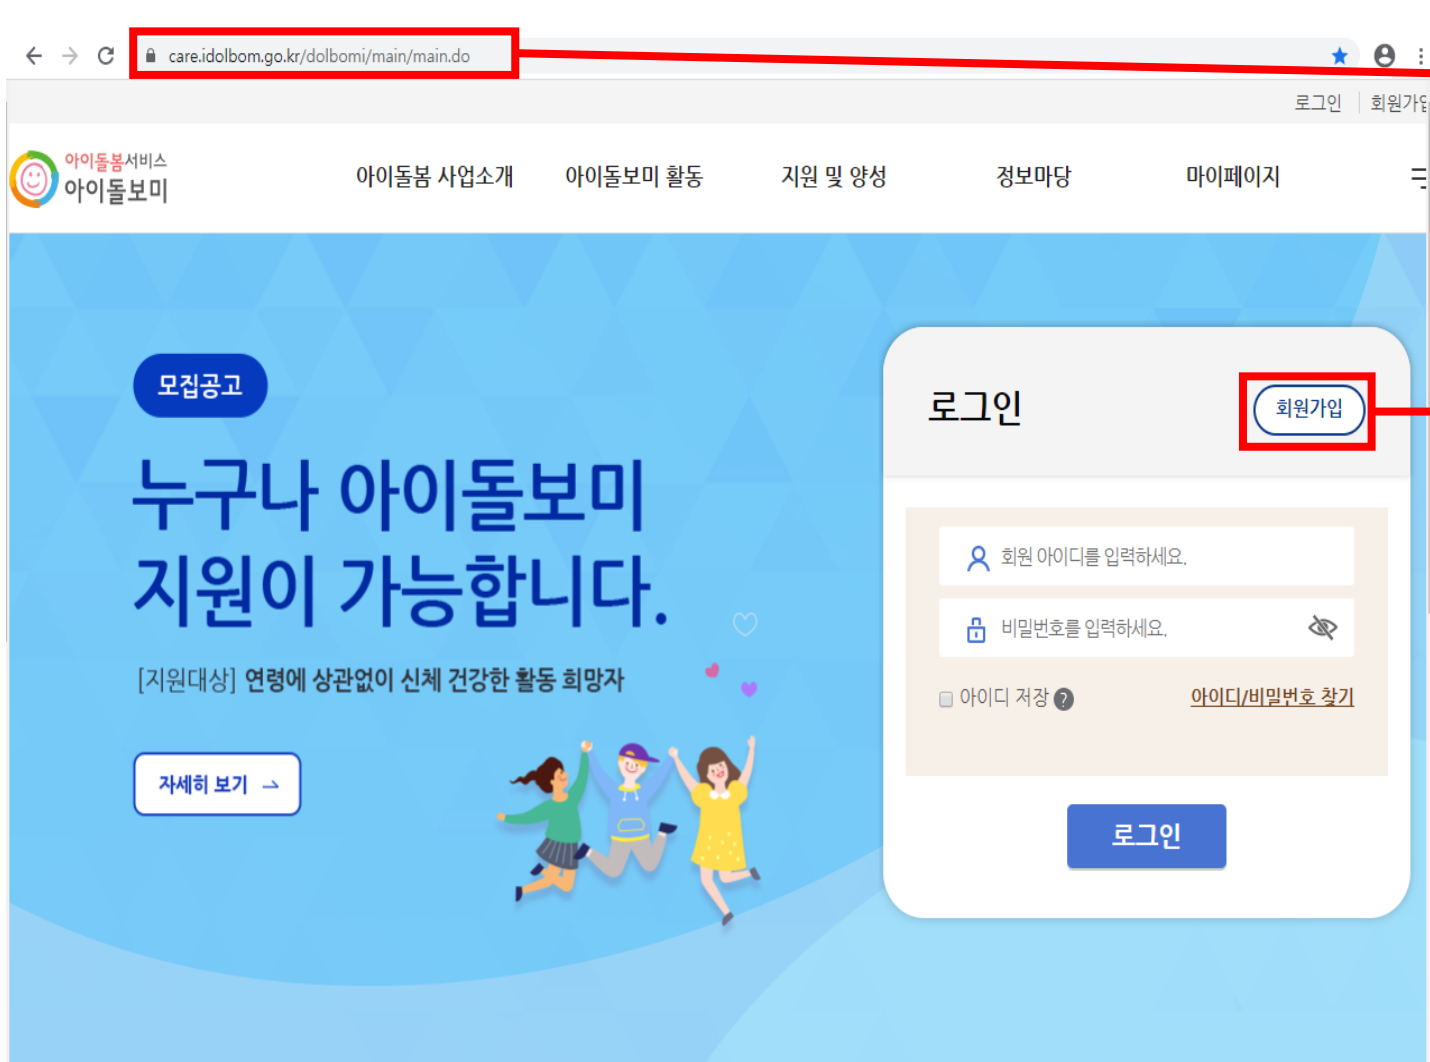 care.idolbom.go.kr/dolbomi/main/main.do
로그인 회원가입
아이돌봄서비스
아이돌보미
아이돌봄 사업소개 아이돌보미 활동 지원 및 양성 정보마당 마이페이지
모집공고
누구나 아이돌보미
지원이 가능합니다.
[지원대상] 연령에 상관없이 신체 건강한 활동 희망자
자세히 보기 →
로그인
회원가입
회원 아이디를 입력하세요.
비밀번호를 입력하세요.
아이디 저장 ?
아이디/비밀번호 찾기
로그인